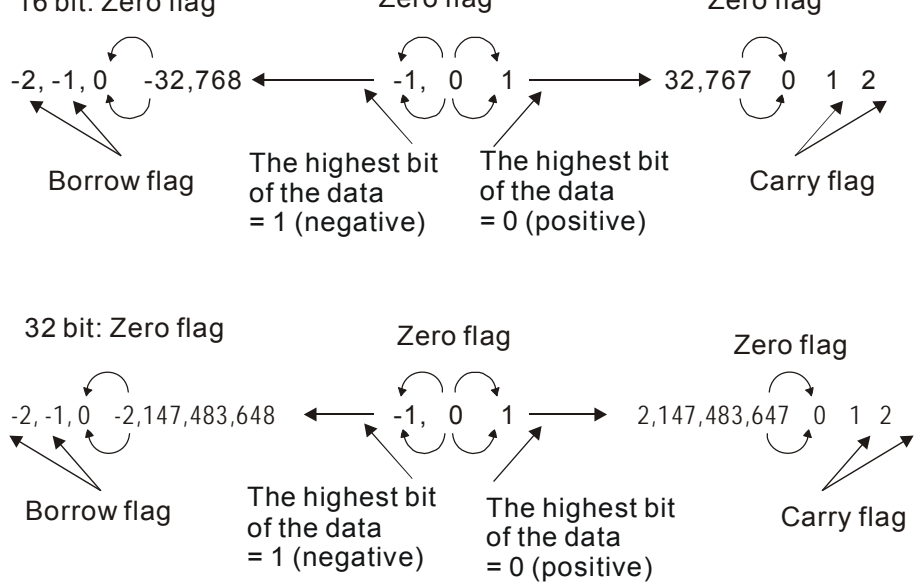 16 bit: Zero flag
Zero flag
Zero flag
-2, -1, 0 -32,768 -1, 0 1 32,767 0 1 2
Borrow flag
The highest bit
of the data
= 1 (negative)
The highest bit
of the data
= 0 (positive)
Carry flag
32 bit: Zero flag
Zero flag
Zero flag
-2, -1, 0 -2,147,483,648 -1, 0 1 2,147,483,647 0 1 2
Borrow flag
The highest bit
of the data
= 1 (negative)
The highest bit
of the data
= 0 (positive)
Carry flag